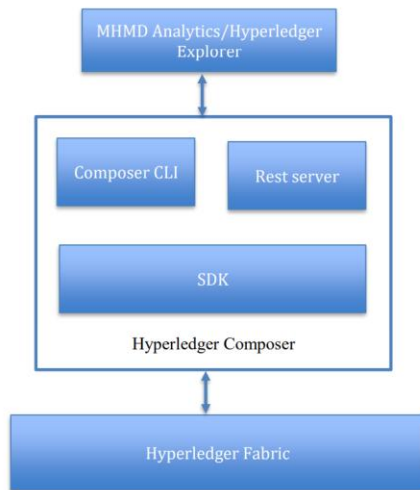 MHMD Analytics/Hyperledger
Explorer
Composer CLI
Rest server
SDK
Hyperledger Composer
Hyperledger Fabric